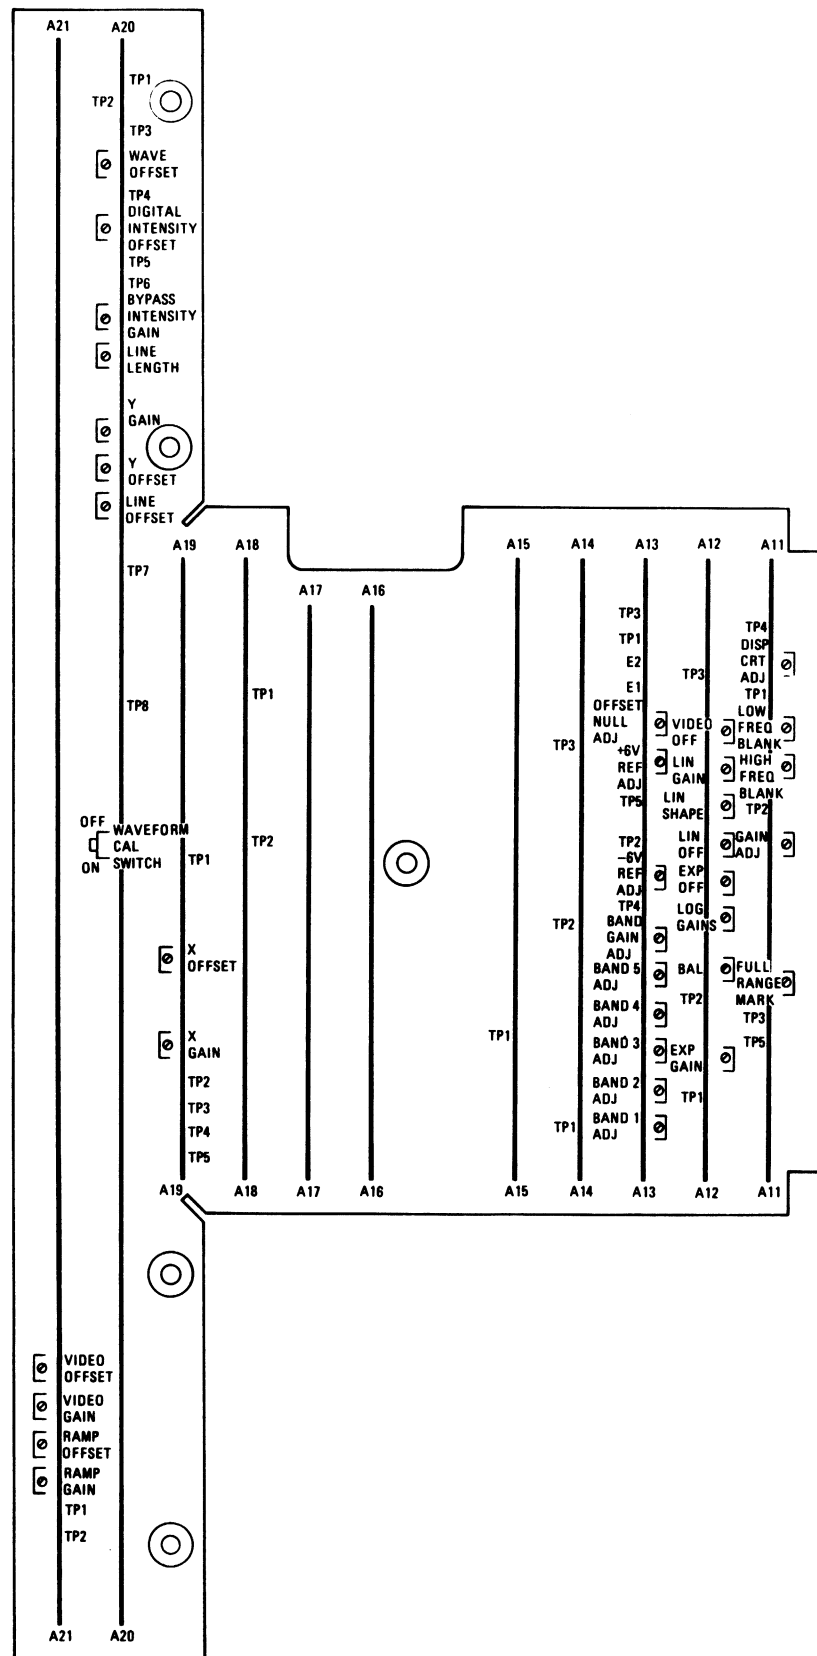 A21 A20
TP1
TP2
TP3
WAVE
OFFSET
TP4
DIGITAL
INTENSITY
OFFSET
TP5
TP6
BYPASS
INTENSITY
GAIN
LINE
LENGTH
Y
GAIN
Y
OFFSET
LINE
OFFSET
TP7
TP8
OFF
WAVEFORM
CAL
SWITCH
ON
VIDEO
OFFSET
VIDEO
GAIN
RAMP
OFFSET
RAMP
GAIN
TP1
TP2
A21 A20
A19 A18
A17 A16
TP1
TP2
TP1
X
OFFSET
X
GAIN
TP2
TP3
TP4
TP5
A19 A18 A17 A16
A15 A14 A13 A12 A11
TP1
TP3
TP2
TP1
TP3
TP1
E2
E1
OFFSET
NULL
ADJ
+6V
REF
ADJ
TP5
TP2
−6V
REF
ADJ
TP4
BAND
GAIN
ADJ
BAND 5
ADJ
BAND 4
ADJ
BAND 3
ADJ
BAND 2
ADJ
BAND 1
ADJ
TP3
VIDEO
OFF
LIN
GAIN
LIN
SHAPE
LIN
OFF
EXP
OFF
LOG
GAINS
BAL
TP2
EXP
GAIN
TP1
TP4
DISP
CRT
ADJ
TP1
LOW
FREQ
BLANK
HIGH
FREQ
BLANK
TP2
GAIN
ADJ
FULL
RANGE
MARK
TP3
TP5
A15 A14 A13 A12 A11